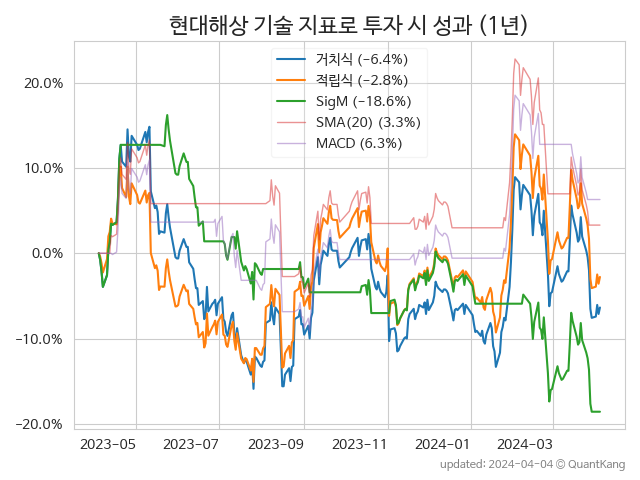 현대해상 기술 지표로 투자 시 성과 (1년)
거치식 (-6.4%)
적립식 (-2.8%)
SigM (-18.6%)
SMA(20) (3.3%)
MACD (6.3%)
20.0%
10.0%
0.0%
-10.0%
-20.0%
2023-05 2023-07 2023-09 2023-11 2024-01 2024-03
updated: 2024-04-04 © QuantKang